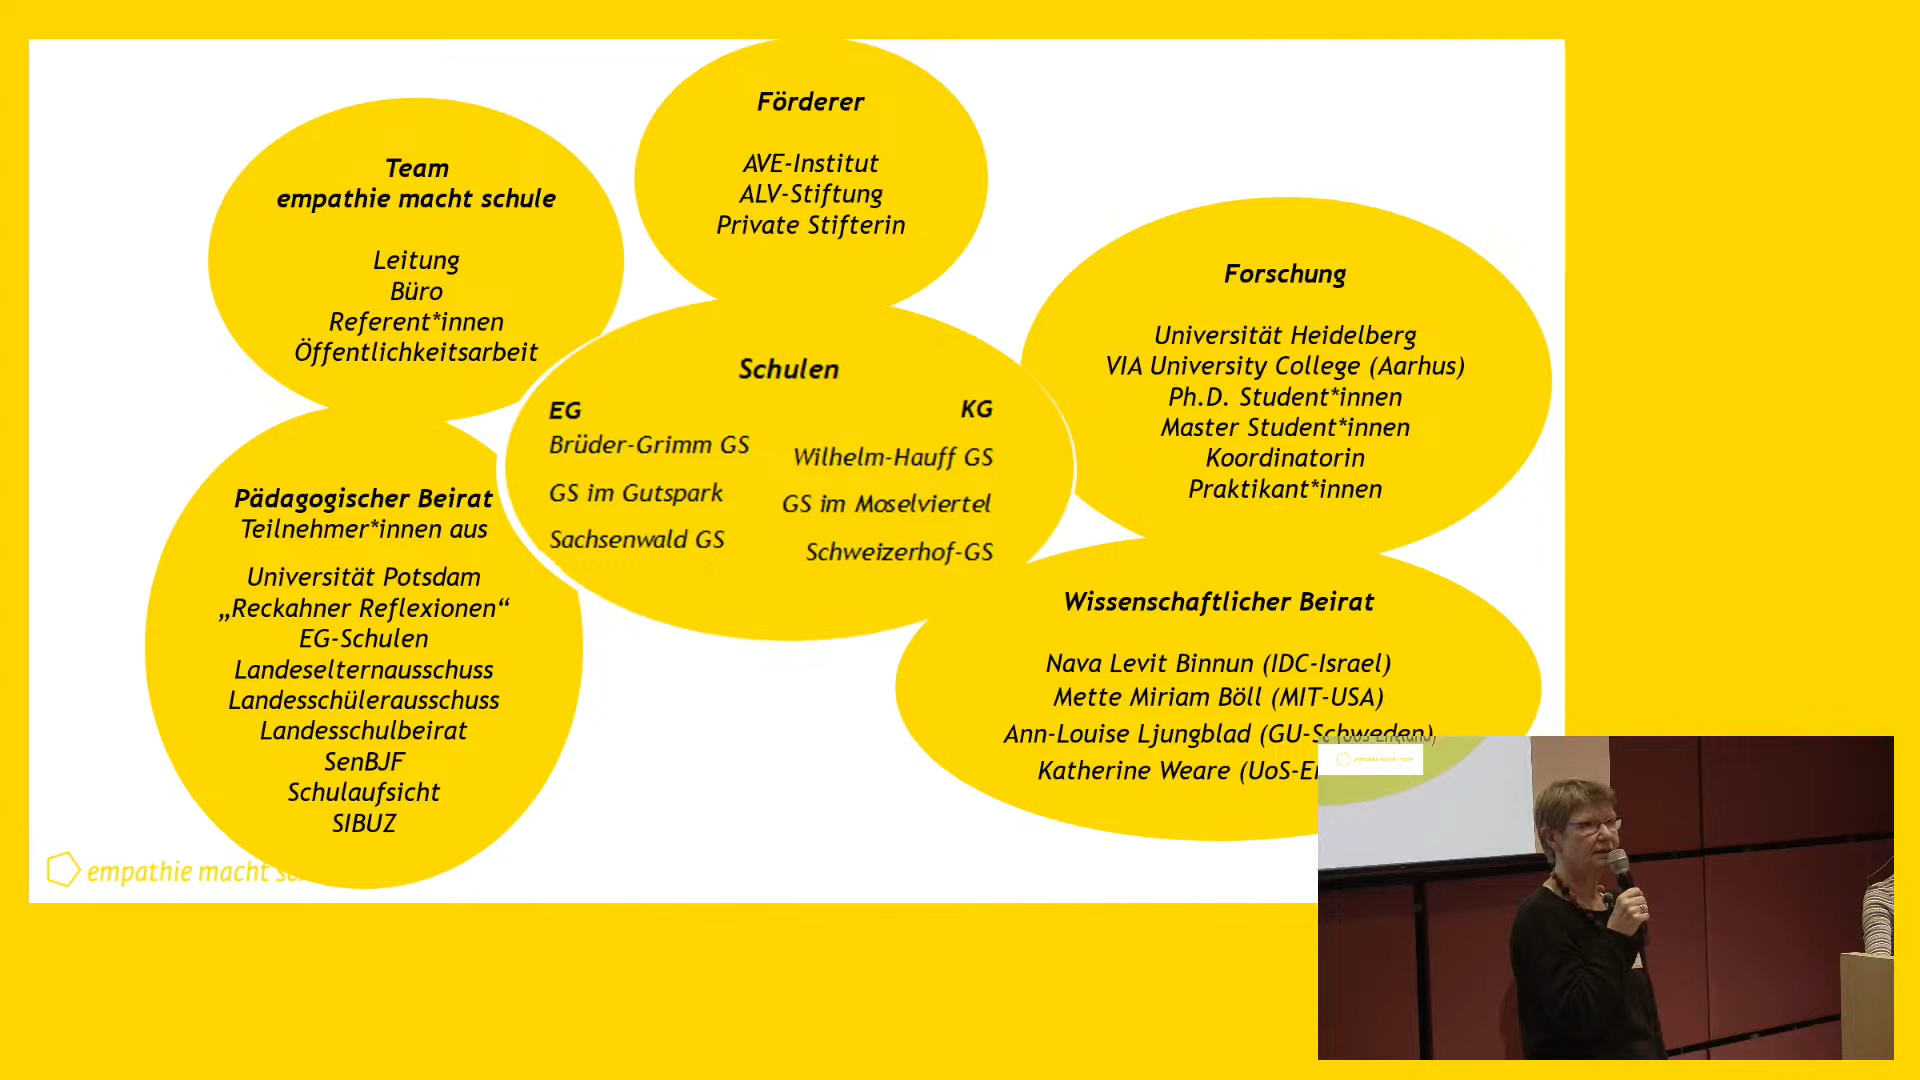 Förderer
AVE-Institut
ALV-Stiftung
Private Stifterin
Team
empathie macht schule
Leitung
Büro
Referent*innen
Öffentlichkeitsarbeit
Forschung
Universität Heidelberg
VIA University College (Aarhus)
Ph.D. Student*innen
Master Student*innen
Koordinatorin
Praktikant*innen
Schulen
EG
Brüder-Grimm GS
GS im Gutspark
Sachsenwald GS
KG
Wilhelm-Hauff GS
GS im Moselviertel
Schweizerhof-GS
Pädagogischer Beirat
Teilnehmer*innen aus
Universität Potsdam
„Reckahner Reflexionen“
EG-Schulen
Landeselternausschuss
Landesschülerausschuss
Landesschulbeirat
SenBJF
Schulaufsicht
SIBUZ
Wissenschaftlicher Beirat
Nava Levit Binnun (IDC-Israel)
Mette Miriam Böll (MIT-USA)
Ann-Louise Ljungblad (GU-Schweden)
Katherine Weare
empathie macht
empathie macht schule